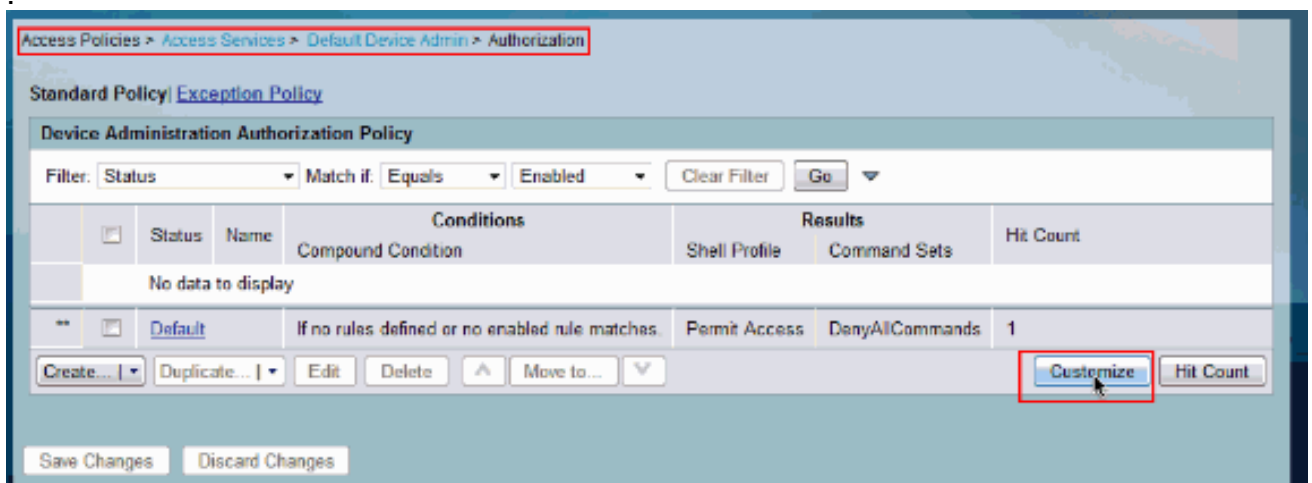 .
Access Policies > Access Services > Default Device Admin > Authorization
Standard Policy| Exception Policy
Device Administration Authorization Policy
Filter: Status Match if: Equals Enabled Clear Filter Go
Conditions Results
Status Name Compound Condition Shell Profile Command Sets Hit Count
No data to display
** Default If no rules defined or no enabled rule matches. Permit Access DenyAllCommands 1
Create... | Duplicate... | Edit Delete ^ Move to... Customize Hit Count
Save Changes Discard Changes